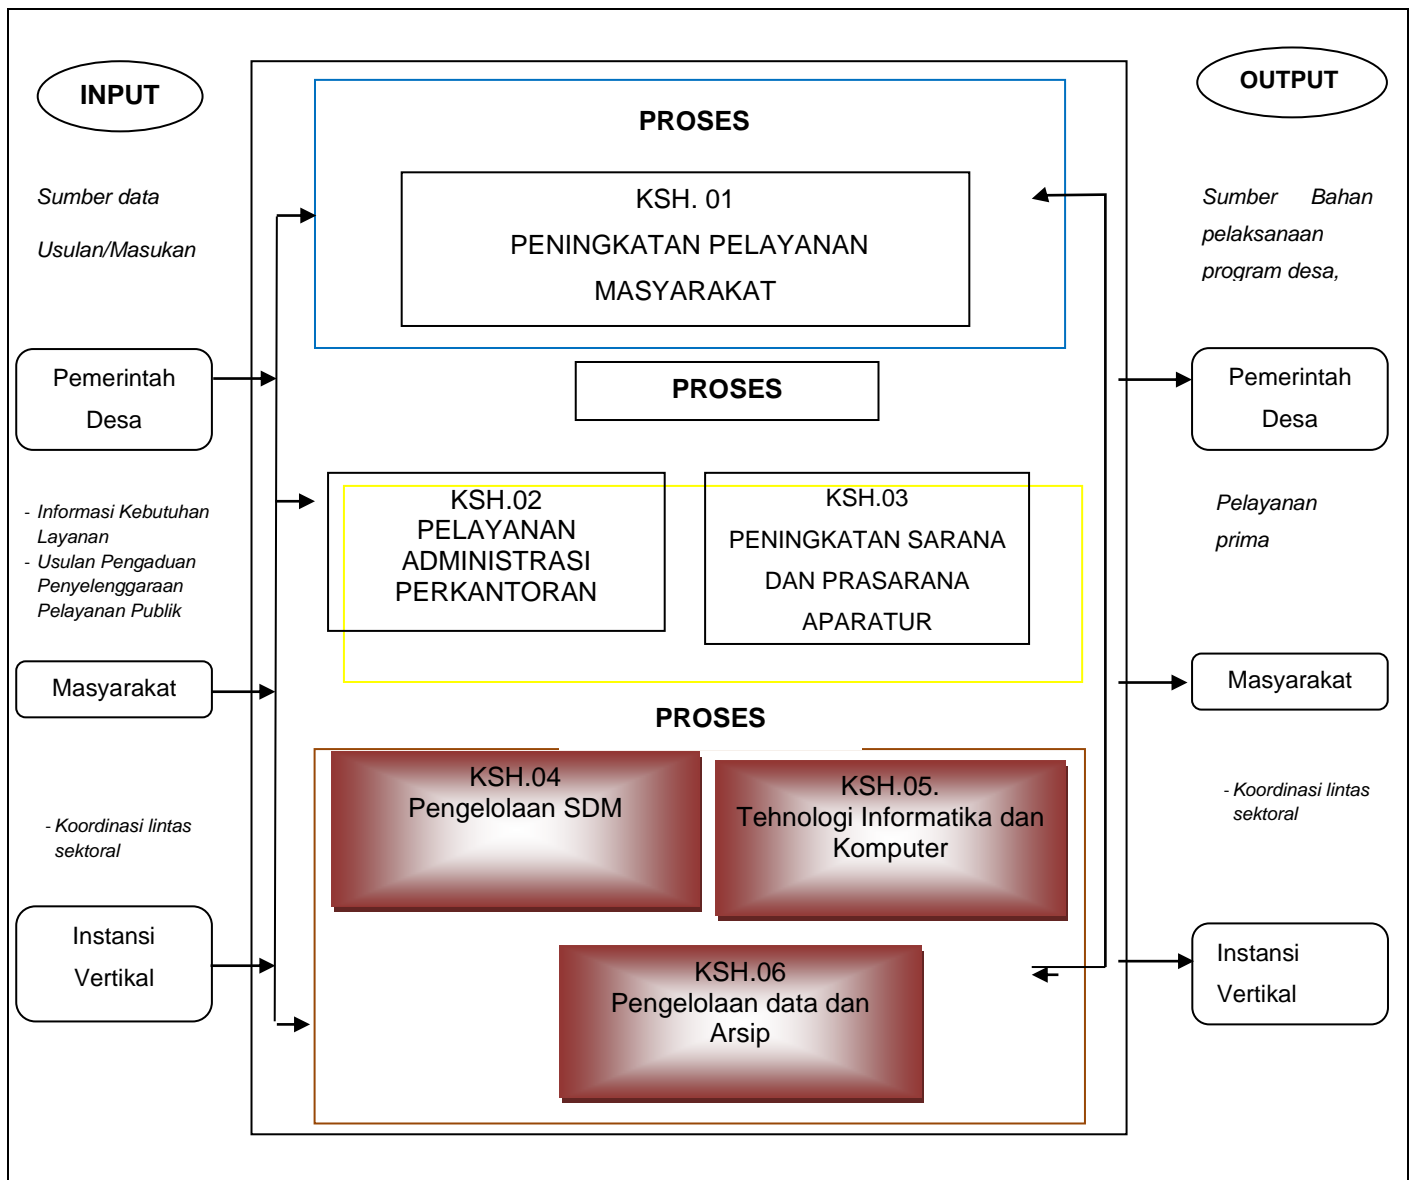 INPUT
Sumber data
Usulan/Masukan
Pemerintah
Desa
- Informasi Kebutuhan
Layanan
- Usulan Pengaduan
Penyelenggaraan
Pelayanan Publik
Masyarakat
- Koordinasi lintas
sektoral
Instansi
Vertikal
PROSES
KSH. 01
PENINGKATAN PELAYANAN
MASYARAKAT
PROSES
KSH.02
PELAYANAN
ADMINISTRASI
PERKANTORAN
KSH.03
PENINGKATAN SARANA
DAN PRASARANA
APARATUR
PROSES
KSH.04
Pengelolaan SDM
KSH.05.
Tehnologi Informatika dan
Komputer
KSH.06
Pengelolaan data dan
Arsip
OUTPUT
Sumber Bahan
pelaksanaan
program desa,
Pemerintah
Desa
Pelayanan
prima
Masyarakat
- Koordinasi lintas
sektoral
Instansi
Vertikal